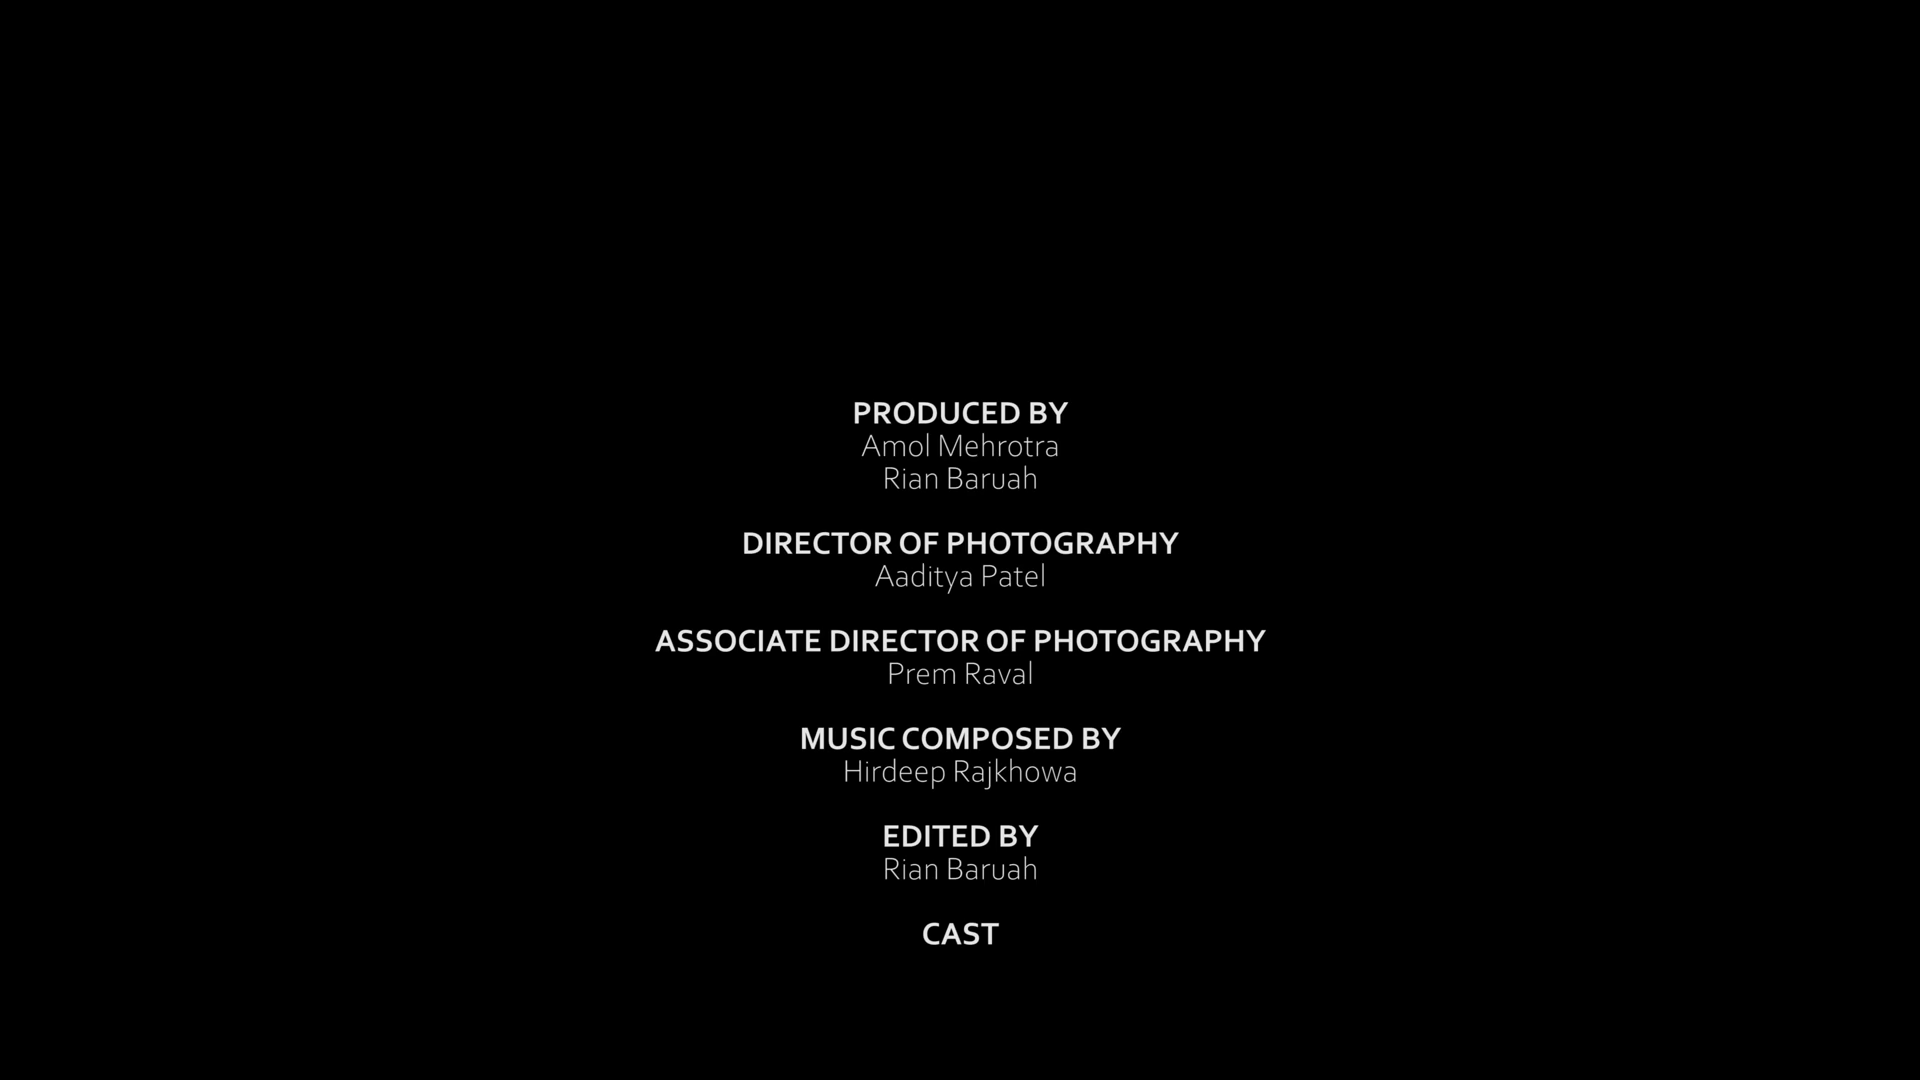 PRODUCED BY
Amol Mehrotra
Rian Baruah
DIRECTOR OF PHOTOGRAPHY
Aaditya Patel
ASSOCIATE DIRECTOR OF PHOTOGRAPHY
Prem Raval
MUSIC COMPOSED BY
Hirdeep Rajkhowa
EDITED BY
Rian Baruah
CAST